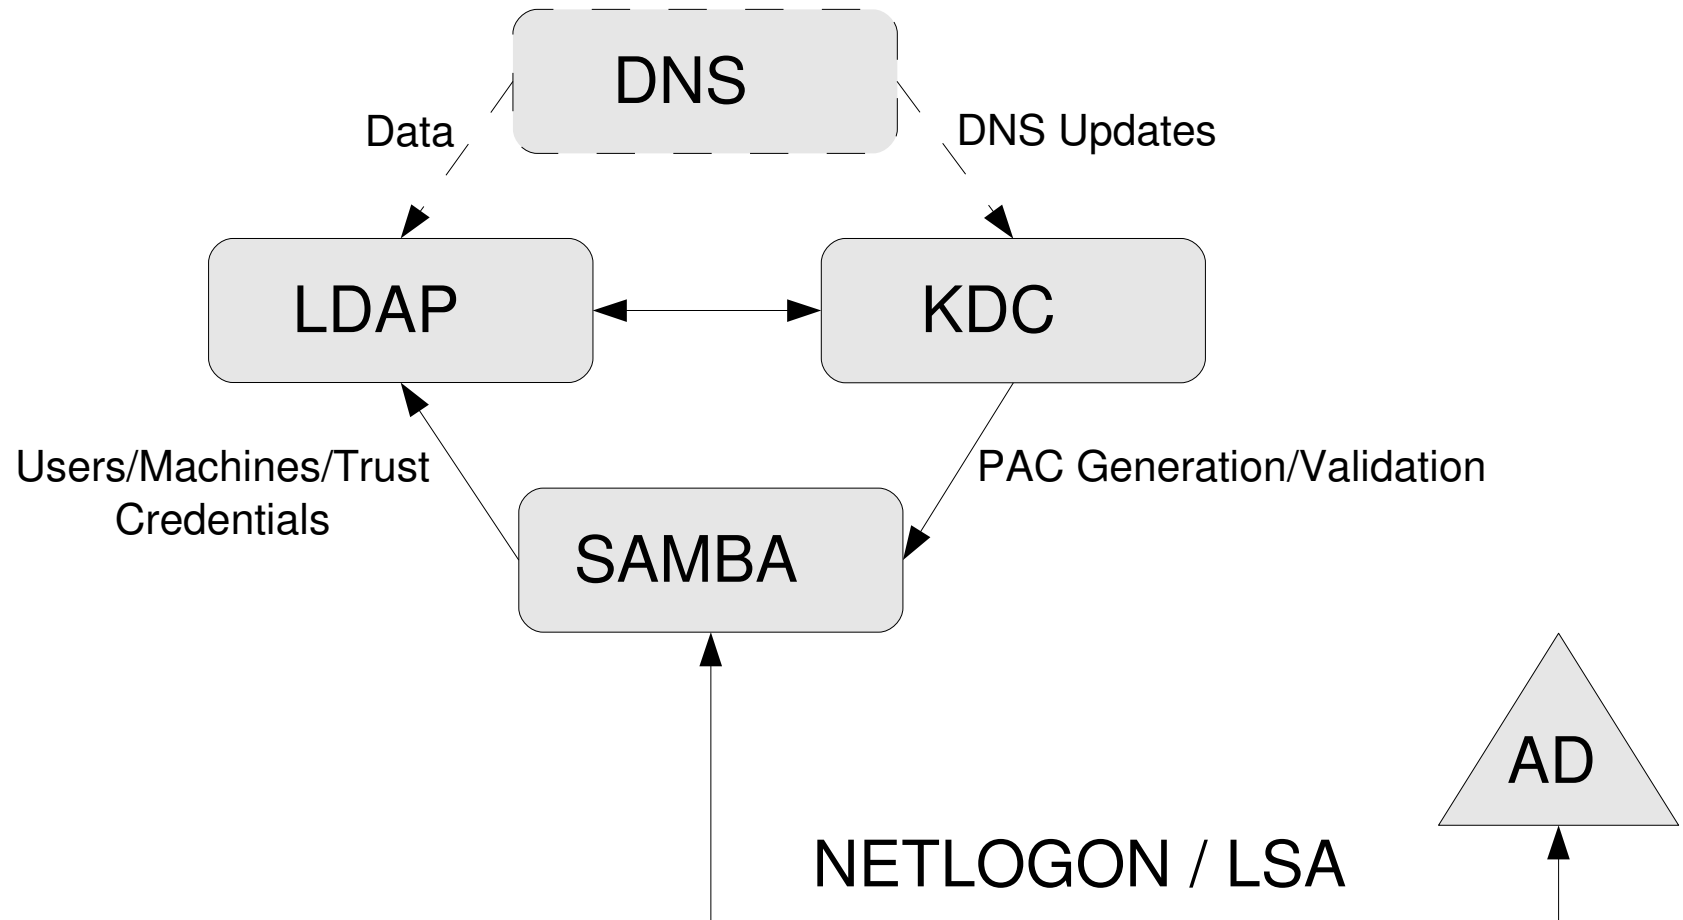 DNS
Data
DNS Updates
LDAP
KDC
Users/Machines/Trust
Credentials
PAC Generation/Validation
SAMBA
AD
NETLOGON / LSA